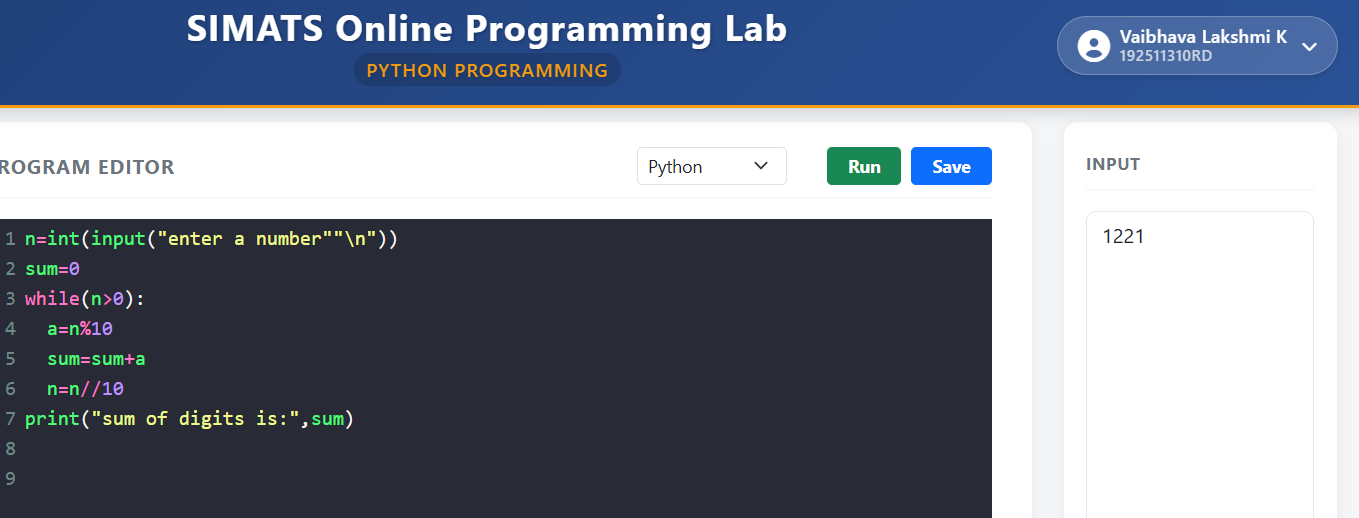 SIMATS Online Programming Lab
PYTHON PROGRAMMING
Vaibhava Lakshmi K
192511310RD
ROGRAM EDITOR
Python
Run
Save
INPUT
1 n=int(input("enter a number""\n"))
2 sum=0
3 while(n>0):
4   a=n%10
5   sum=sum+a
6   n=n//10
7 print("sum of digits is:",sum)
8
9
1221